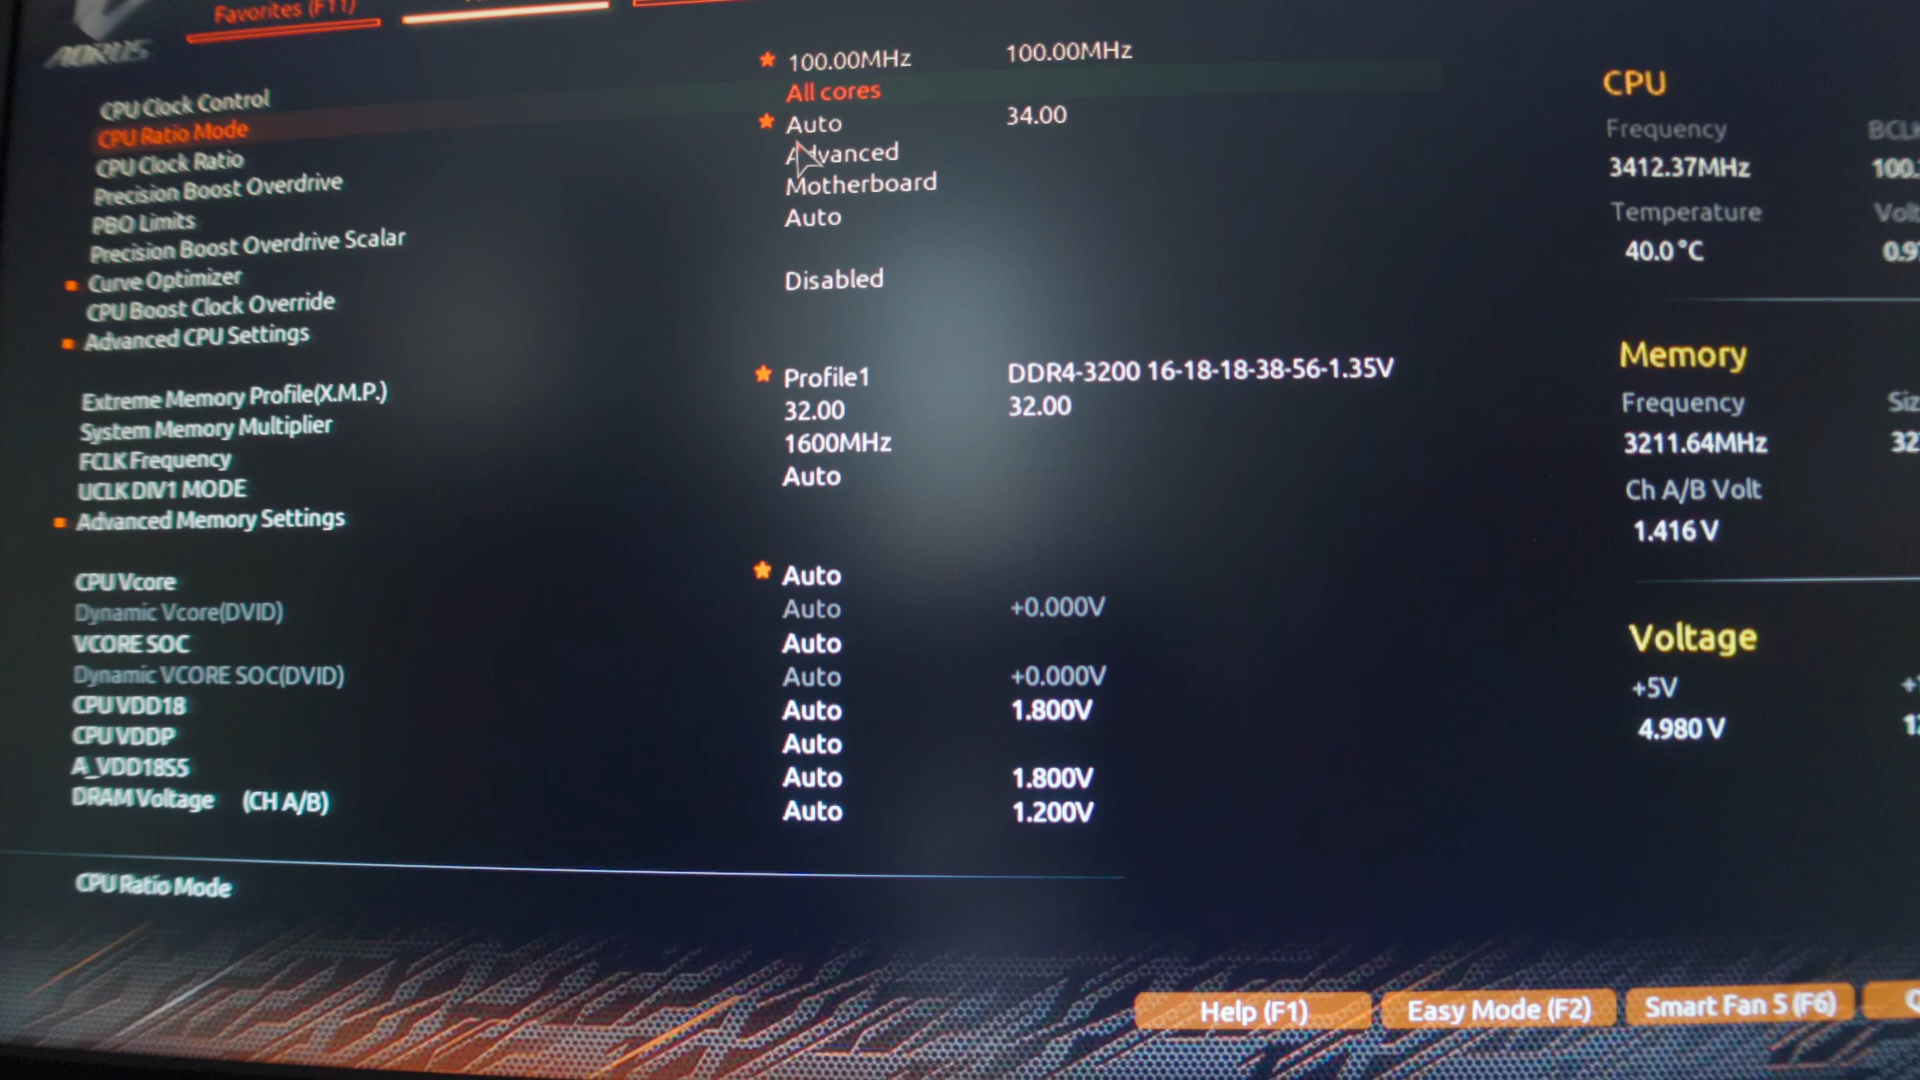 Favorites (F11)
AORUS
CPU Clock Control 100.00MHz 100.00MHz
CPU Ratio Mode All cores
CPU Clock Ratio Auto 34.00
Precision Boost Overdrive Advanced
PBO Limits Motherboard
Precision Boost Overdrive Scalar Auto
Curve Optimizer
CPU Boost Clock Override Disabled
Advanced CPU Settings
Extreme Memory Profile(X.M.P.) Profile1 DDR4-3200 16-18-18-38-56-1.35V
System Memory Multiplier 32.00 32.00
FCLK Frequency 1600MHz
UCLK DIV1 MODE Auto
Advanced Memory Settings
CPU Vcore Auto
Dynamic Vcore(DVID) Auto +0.000V
VCORE SOC Auto
Dynamic VCORE SOC(DVID) Auto +0.000V
CPU VDD18 Auto 1.800V
CPU VDDP Auto
A_VDD18S5 Auto 1.800V
DRAM Voltage (CH A/B) Auto 1.200V
CPU Ratio Mode
CPU
Frequency
3412.37MHz
Temperature
40.0°C
Memory
Frequency
3211.64MHz
Ch A/B Volt
1.416 V
Voltage
+5V
4.980 V
Help (F1) Easy Mode (F2) Smart Fan 5 (F6)